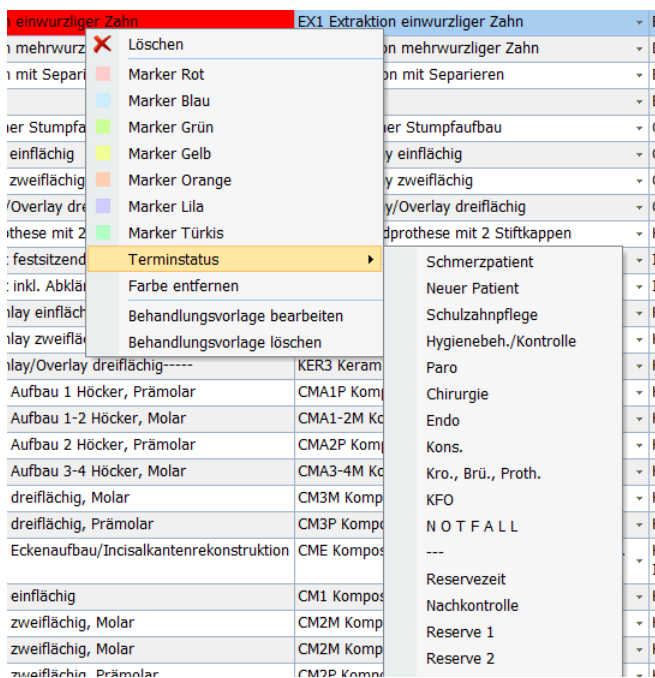 einwurzliger Zahn EX1 Extraktion einwurzliger Zahn
mehrwurz on mehrwurzliger Zahn
mit Separi on mit Separieren
er Stumpfa er Stumpfaufbau
einflächig y einflächig
zweiflächig y zweiflächig
/Overlay dre y/Overlay dreiflächig
othese mit 2 dprothese mit 2 Stiftkappen
festsitzend
inkl. Abklä
lay einfläch
lay zweiflä
Löschen
Marker Rot
Marker Blau
Marker Grün
Marker Gelb
Marker Orange
Marker Lila
Marker Türkis
Terminstatus
Farbe entfernen
Behandlungsvorlage bearbeiten
Behandlungsvorlage löschen
Schmerzpatient
Neuer Patient
Schulzahnpflege
Hygienebeh./Kontrolle
Paro
Chirurgie
Endo
Kons.
Kro., Brü., Proth.
KFO
N O T F A L L
---
Reservezeit
Nachkontrolle
Reserve 1
Reserve 2
lay/Overlay dreiflächig----- KER3 Keram
Aufbau 1 Höcker, Prämolar CMA1P Komp
Aufbau 1-2 Höcker, Molar CMA1-2M Ko
Aufbau 2 Höcker, Prämolar CMA2P Komp
Aufbau 3-4 Höcker, Molar CMA3-4M Ko
dreiflächig, Molar CM3M Komp
dreiflächig, Prämolar CM3P Kompo
Eckenaufbau/Incisalkantenrekonstruktion CME Kompos
einflächig CM1 Kompos
zweiflächig, Molar CM2M Komp
zweiflächig, Molar CM2M Komp
zweiflächig, Prämolar CM2P Kompo